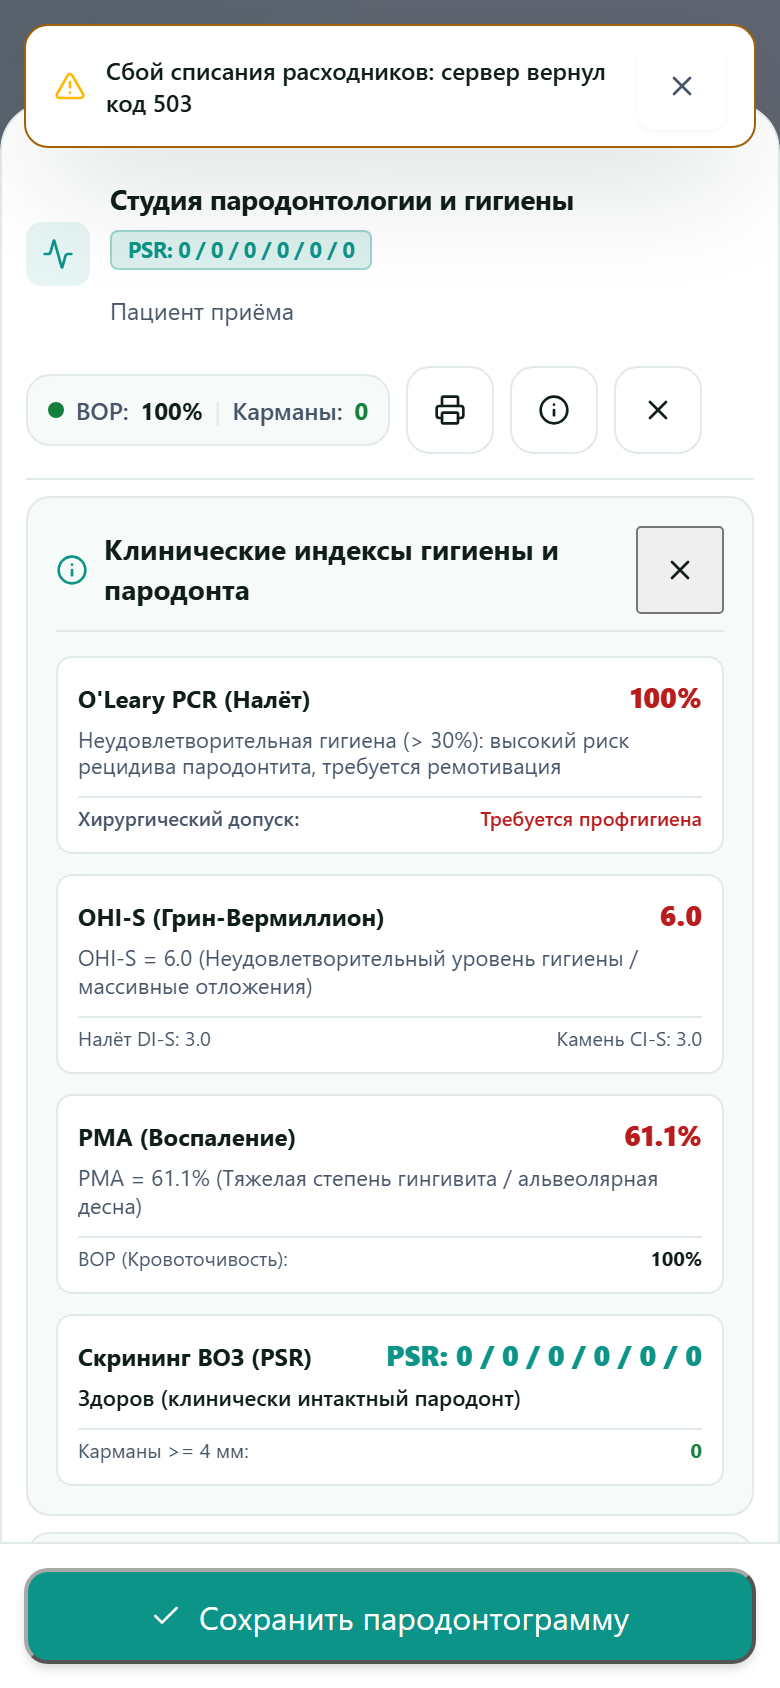 Сбой списания расходников: сервер вернул
код 503
Студия пародонтологии и гигиены
PSR: 0 / 0 / 0 / 0 / 0 / 0
Пациент приёма
BOP: 100% Карманы: 0
Клинические индексы гигиены и
пародонта
O'Leary PCR (Налёт) 100%
Неудовлетворительная гигиена (> 30%): высокий риск
рецидива пародонтита, требуется ремотивация
Хирургический допуск: Требуется профгигиена
OHI-S (Грин-Вермиллион) 6.0
OHI-S = 6.0 (Неудовлетворительный уровень гигиены /
массивные отложения)
Налёт DI-S: 3.0 Камень CI-S: 3.0
PMA (Воспаление) 61.1%
PMA = 61.1% (Тяжелая степень гингивита / альвеолярная
десна)
BOP (Кровоточивость): 100%
Скрининг ВОЗ (PSR) PSR: 0 / 0 / 0 / 0 / 0 / 0
Здоров (клинически интактный пародонт)
Карманы >= 4 мм: 0
Сохранить пародонтограмму